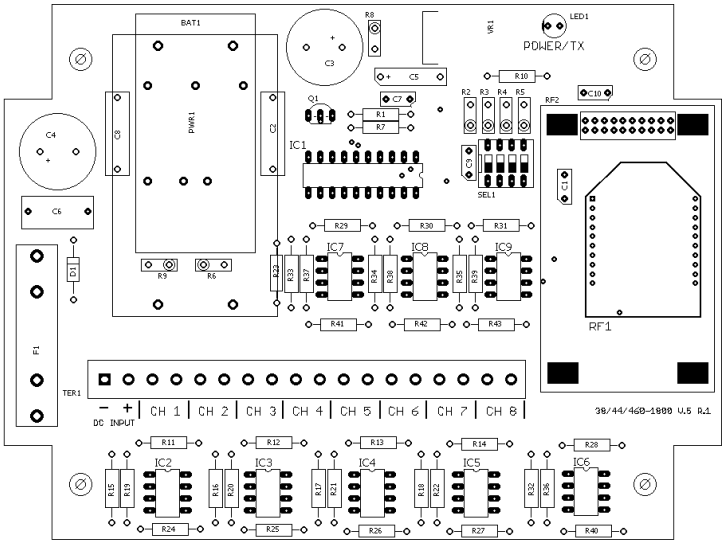 BAT1
R8
LED1
VR1
POWER/TX
C3
C5
R10
PWR1
Q1
C7
R1
R7
R2 R3 R4 R5
C10
RF2
C4
C8
C2
IC1
C9
SEL1
C1
C6
R29
R30
R31
IC7
IC8
IC9
D1
R9
R6
R33
R37
R34
R38
R35
R39
RF1
R41
R42
R43
F1
TER1
- + CH 1 CH 2 CH 3 CH 4 CH 5 CH 6 CH 7 CH 8
DC INPUT
38/44/460-1800 V.5 R.1
R11
R12
R13
R14
R28
IC2
IC3
IC4
IC5
IC6
R15
R19
R16
R20
R17
R21
R18
R22
R32
R36
R24
R25
R26
R27
R40